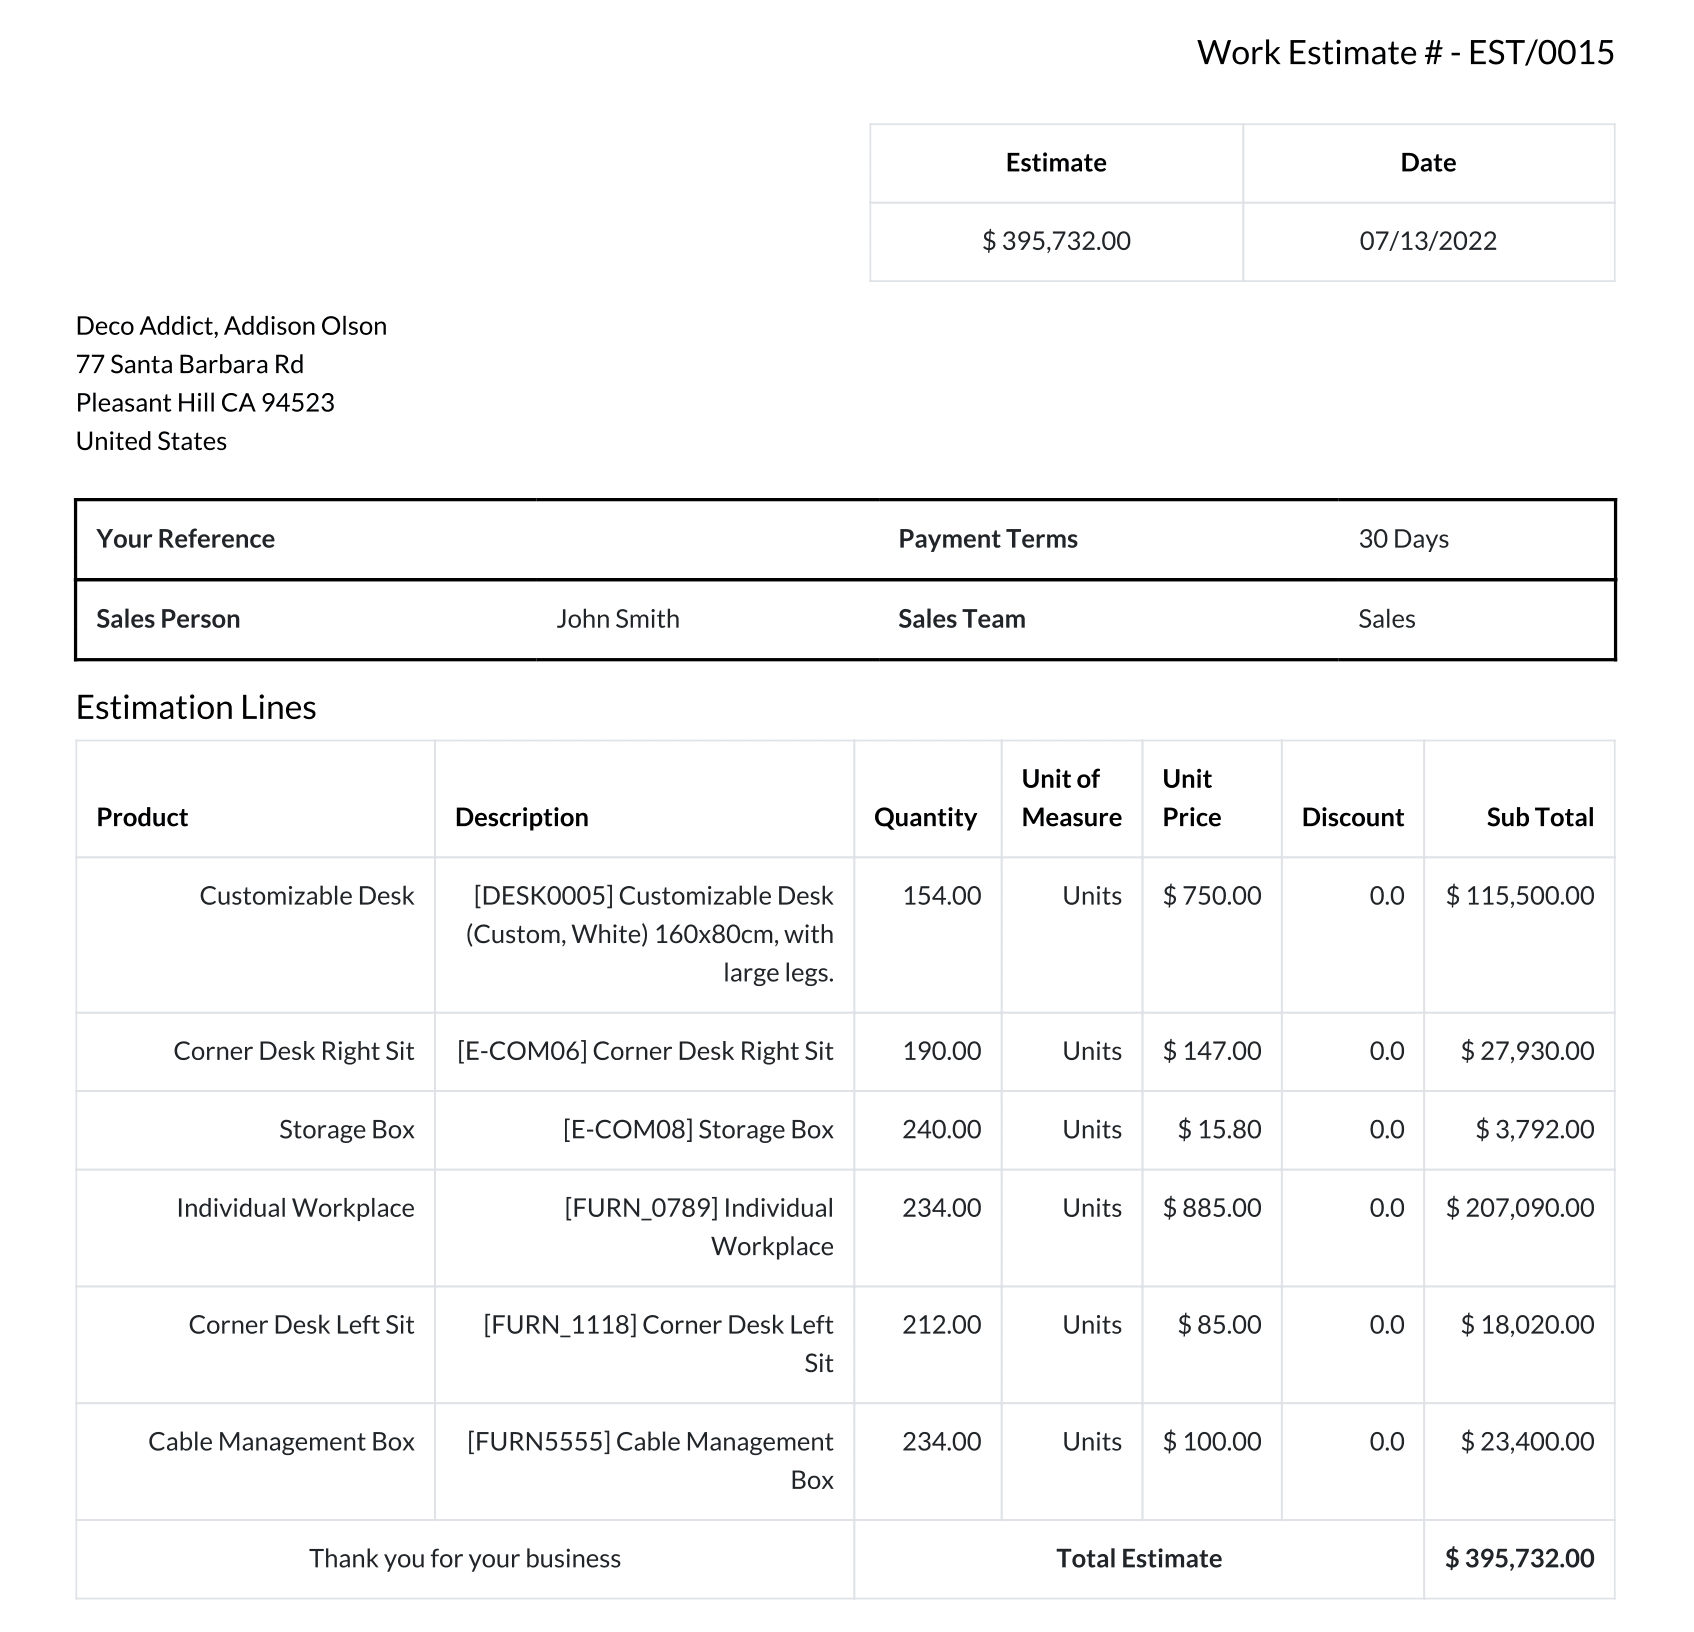 Work Estimate # - EST/0015
Estimate Date
$ 395,732.00 07/13/2022
Deco Addict, Addison Olson
77 Santa Barbara Rd
Pleasant Hill CA 94523
United States
Your Reference Payment Terms 30 Days
Sales Person John Smith Sales Team Sales
Estimation Lines
Product Description Quantity Unit of Measure Unit Price Discount Sub Total
Customizable Desk [DESK0005] Customizable Desk 154.00 Units $ 750.00 0.0 $ 115,500.00
(Custom, White) 160x80cm, with
large legs.
Corner Desk Right Sit [E-COM06] Corner Desk Right Sit 190.00 Units $ 147.00 0.0 $ 27,930.00
Storage Box [E-COM08] Storage Box 240.00 Units $ 15.80 0.0 $ 3,792.00
Individual Workplace [FURN_0789] Individual 234.00 Units $ 885.00 0.0 $ 207,090.00
Workplace
Corner Desk Left Sit [FURN_1118] Corner Desk Left 212.00 Units $ 85.00 0.0 $ 18,020.00
Sit
Cable Management Box [FURN5555] Cable Management 234.00 Units $ 100.00 0.0 $ 23,400.00
Box
Thank you for your business Total Estimate $ 395,732.00